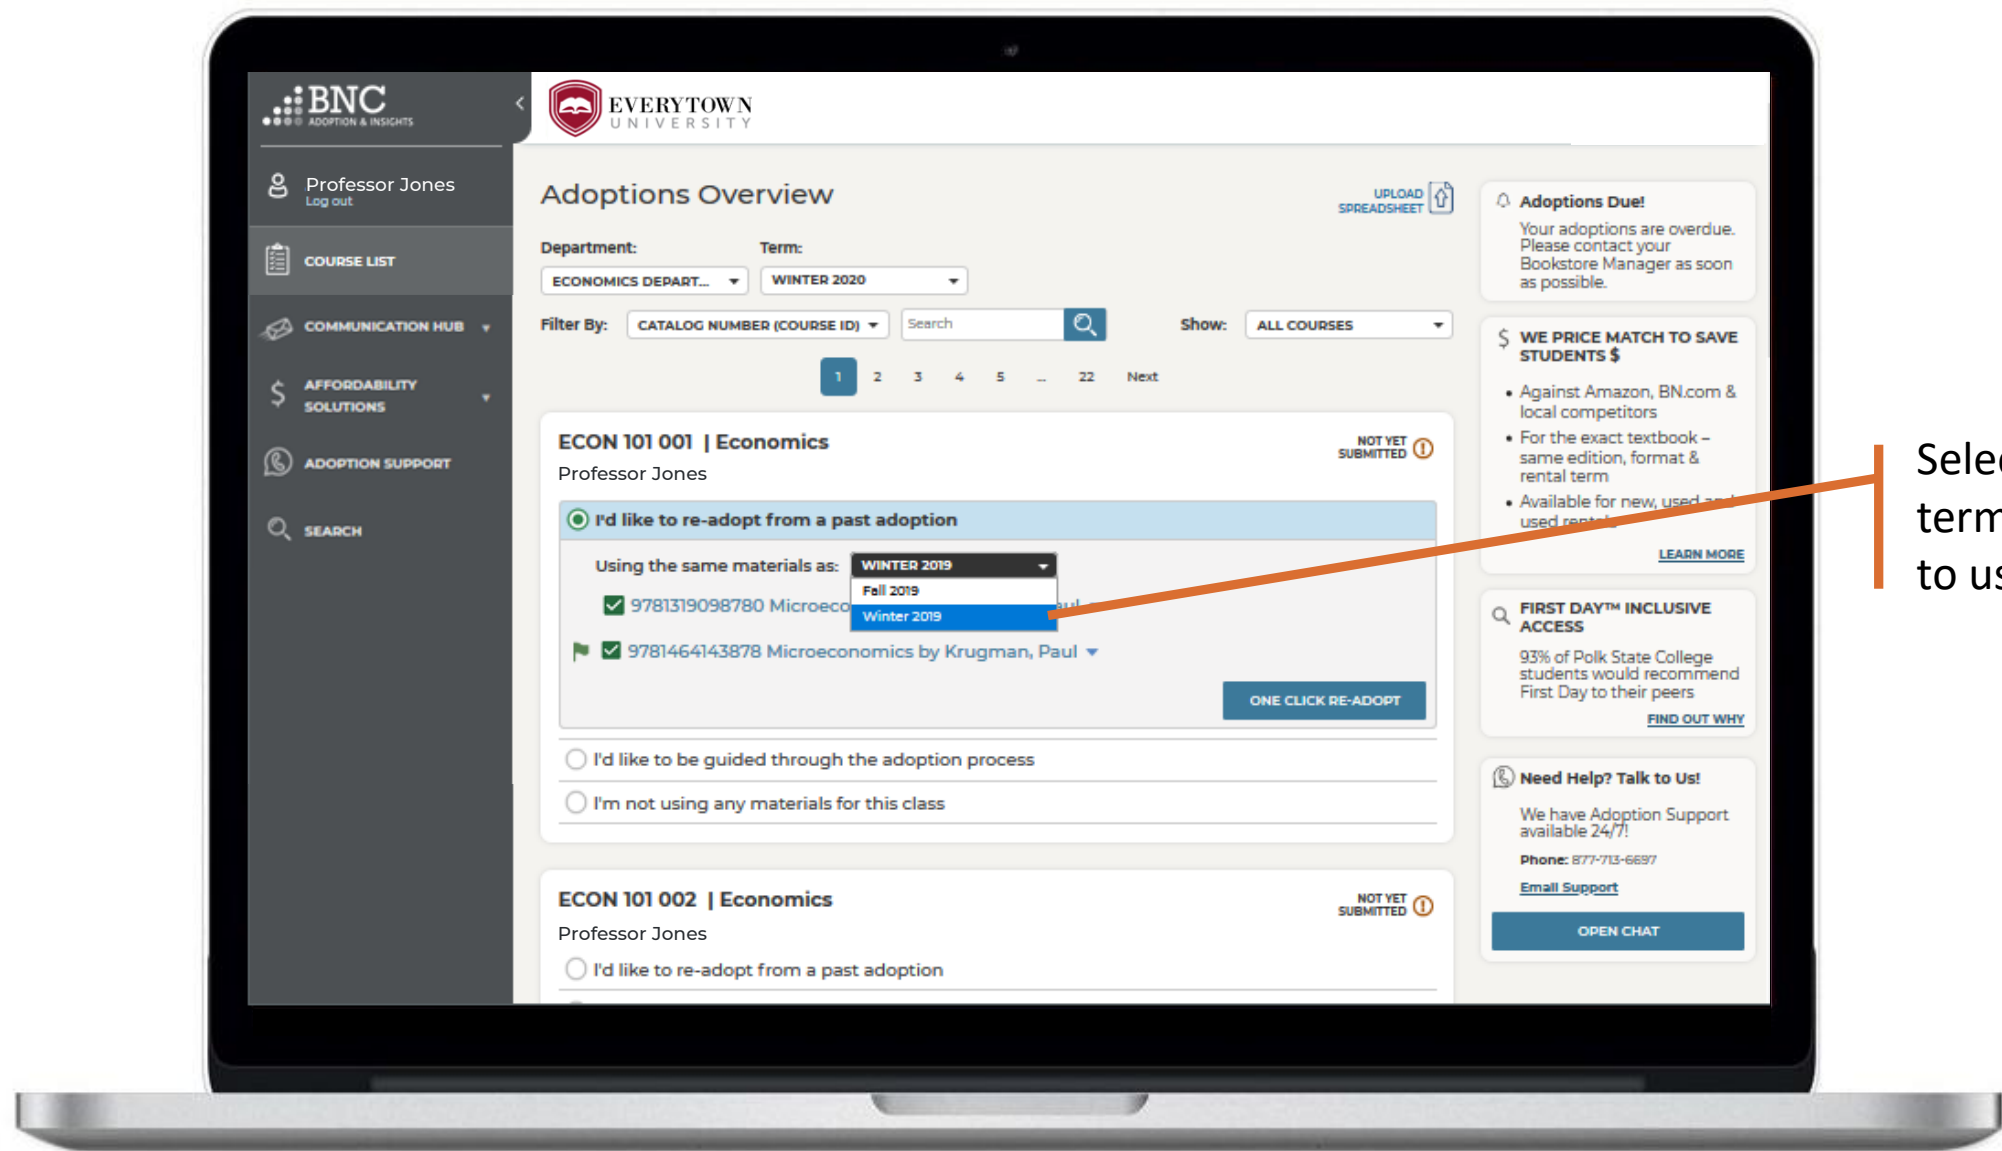 BNC
ADOPTION & INSIGHTS
Professor Jones
Log out
COURSE LIST
COMMUNICATION HUB
AFFORDABILITY
SOLUTIONS
ADOPTION SUPPORT
SEARCH
EVERYTOWN
UNIVERSITY
Adoptions Overview
UPLOAD
SPREADSHEET
Department: Term:
ECONOMICS DEPART... WINTER 2020
Filter By: CATALOG NUMBER (COURSE ID) Search Show: ALL COURSES
1 2 3 4 5 ... 22 Next
ECON 101 001 | Economics
NOT YET
SUBMITTED
Professor Jones
I'd like to re-adopt from a past adoption
Using the same materials as: WINTER 2019
Fall 2019
Winter 2019
9781319098780 Microeco
9781464143878 Microeconomics by Krugman, Paul
ONE CLICK RE-ADOPT
I'd like to be guided through the adoption process
I'm not using any materials for this class
ECON 101 002 | Economics
NOT YET
SUBMITTED
Professor Jones
I'd like to re-adopt from a past adoption
Adoptions Due!
Your adoptions are overdue.
Please contact your
Bookstore Manager as soon
as possible.
$ WE PRICE MATCH TO SAVE
STUDENTS $
• Against Amazon, BN.com &
local competitors
• For the exact textbook –
same edition, format &
rental term
• Available for new, used and
used rentals
LEARN MORE
FIRST DAY™ INCLUSIVE
ACCESS
93% of Polk State College
students would recommend
First Day to their peers
FIND OUT WHY
Need Help? Talk to Us!
We have Adoption Support
available 24/7!
Phone: 877-713-6697
Email Support
OPEN CHAT
term
to